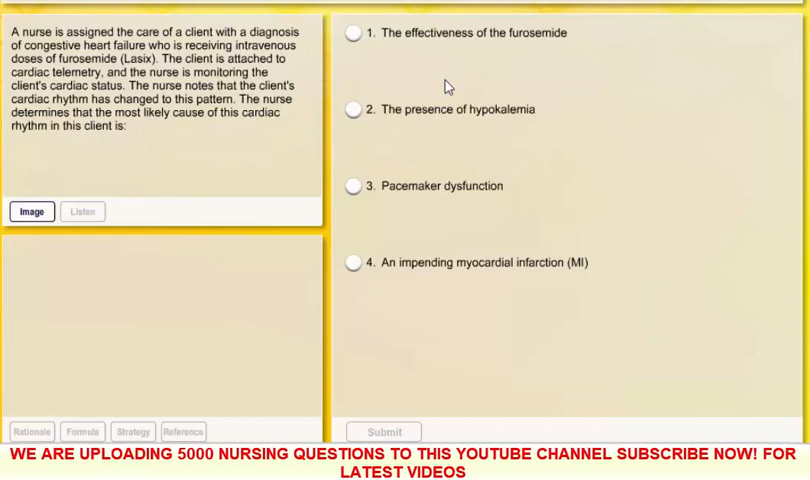 A nurse is assigned the care of a client with a diagnosis
of congestive heart failure who is receiving intravenous
doses of furosemide (Lasix). The client is attached to
cardiac telemetry, and the nurse is monitoring the
client's cardiac status. The nurse notes that the client's
cardiac rhythm has changed to this pattern. The nurse
determines that the most likely cause of this cardiac
rhythm in this client is:
Image
Listen
1. The effectiveness of the furosemide
2. The presence of hypokalemia
3. Pacemaker dysfunction
4. An impending myocardial infarction (MI)
Rationale
Formula
Strategy
Reference
Submit
WE ARE UPLOADING 5000 NURSING QUESTIONS TO THIS YOUTUBE CHANNEL SUBSCRIBE NOW! FOR
LATEST VIDEOS